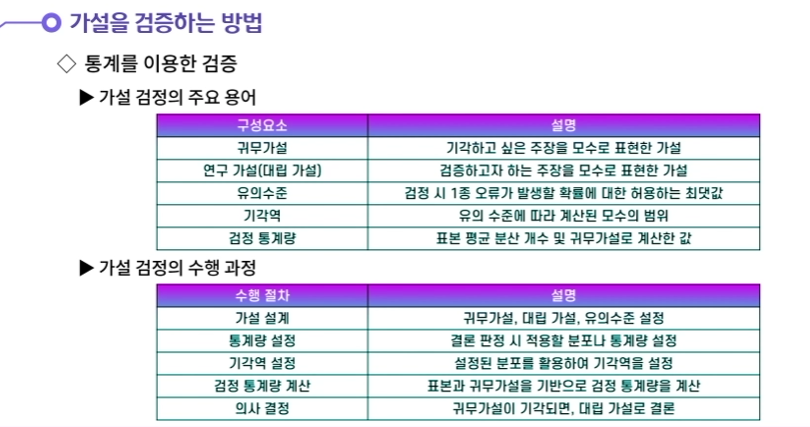 가설을 검증하는 방법
◇ 통계를 이용한 검증
▶ 가설 검정의 주요 용어
구성요소 설명
귀무가설 기각하고 싶은 주장을 모수로 표현한 가설
연구 가설(대립 가설) 검증하고자 하는 주장을 모수로 표현한 가설
유의수준 검정 시 1종 오류가 발생할 확률에 대한 허용하는 최댓값
기각역 유의 수준에 따라 계산된 모수의 범위
검정 통계량 표본 평균 분산 개수 및 귀무가설로 계산한 값
▶ 가설 검정의 수행 과정
수행 절차 설명
가설 설계 귀무가설, 대립 가설, 유의수준 설정
통계량 설정 결론 판정 시 적용할 분포나 통계량 설정
기각역 설정 설정된 분포를 활용하여 기각역을 설정
검정 통계량 계산 표본과 귀무가설을 기반으로 검정 통계량을 계산
의사 결정 귀무가설이 기각되면, 대립 가설로 결론